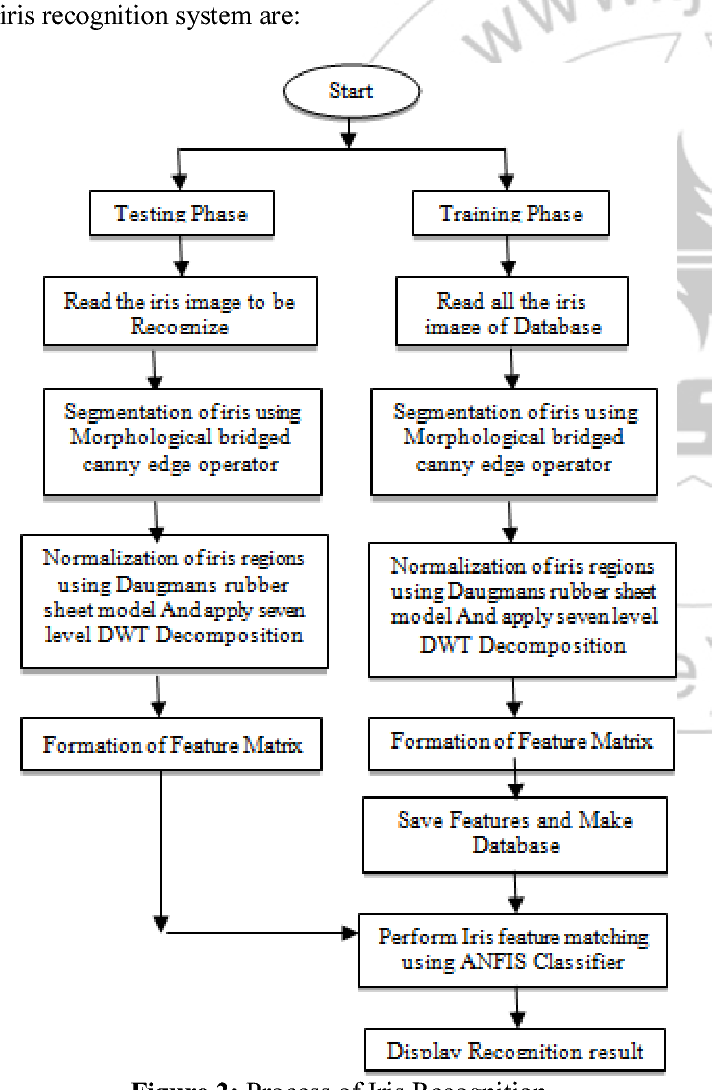 iris recognition system are:
Start
Testing Phase
Training Phase
Read the iris image to be
Recognize
Read all the iris
image of Database
Segmentation of iris using
Morphological bridged
canny edge operator
Segmentation of iris using
Morphological bridged
canny edge operator
Normalization of iris regions
using Daugmans rubber
sheet model And apply seven
level DWT Decomposition
Normalization of iris regions
using Daugmans rubber sheet
model And apply seven level
DWT Decomposition
Formation of Feature Matrix
Formation of Feature Matrix
Save Features and Make
Database
Perform Iris feature matching
using ANFIS Classifier
Display Recognition result
Figure 2: Process of Iris Recognition